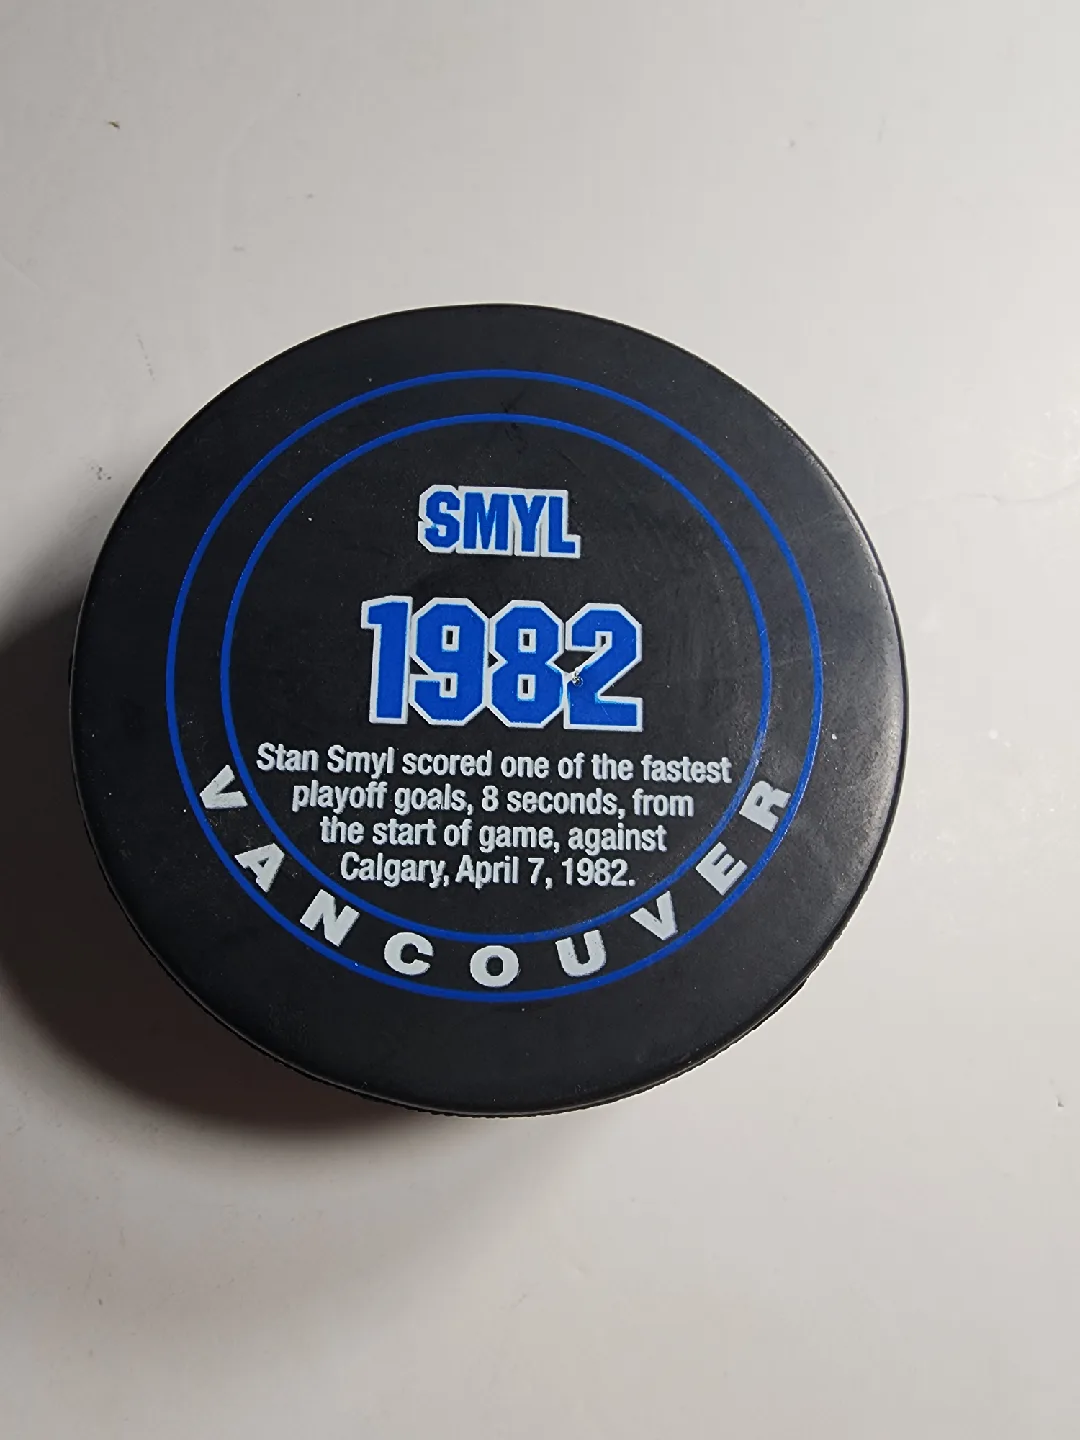 SMYL
1982
Stan Smyl scored one of the fastest
playoff goals, 8 seconds, from
the start of game, against
Calgary, April 7, 1982.
VANCOUVER